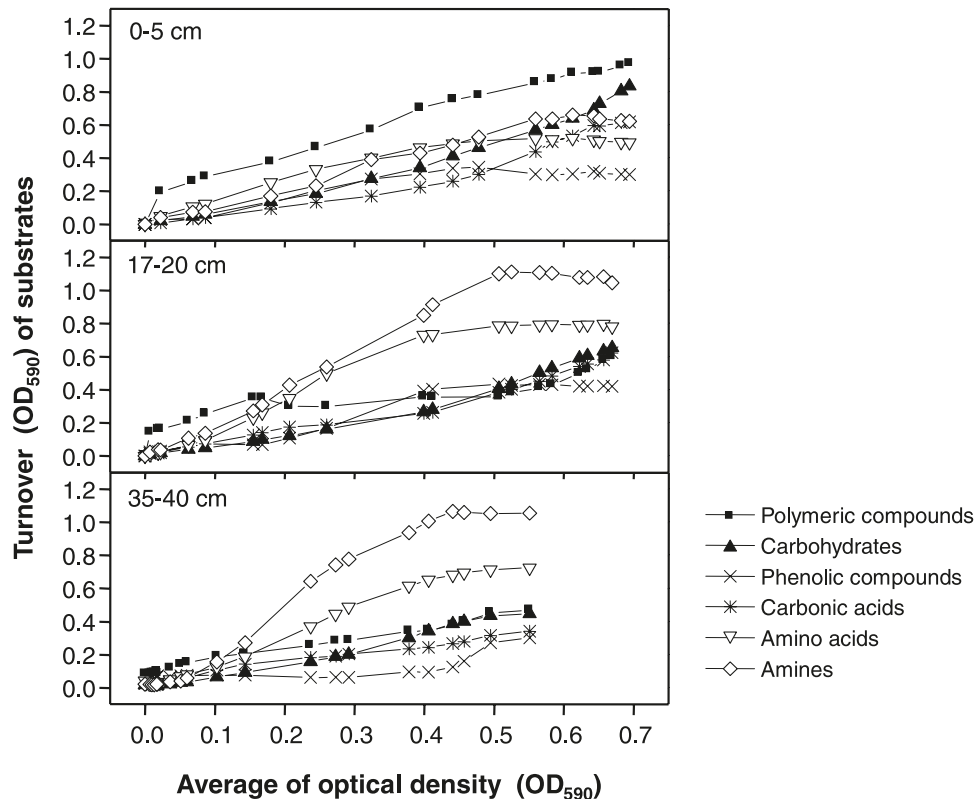 0-5 cm
1.2
1.0
0.8
0.6
0.4
0.2
0.0
17-20 cm
1.2
1.0
0.8
0.6
0.4
0.2
0.0
35-40 cm
1.2
1.0
0.8
0.6
0.4
0.2
0.0
Turnover (OD590) of substrates
0.0 0.1 0.2 0.3 0.4 0.5 0.6 0.7
Average of optical density (OD590)
Polymeric compounds
Carbohydrates
Phenolic compounds
Carbonic acids
Amino acids
Amines